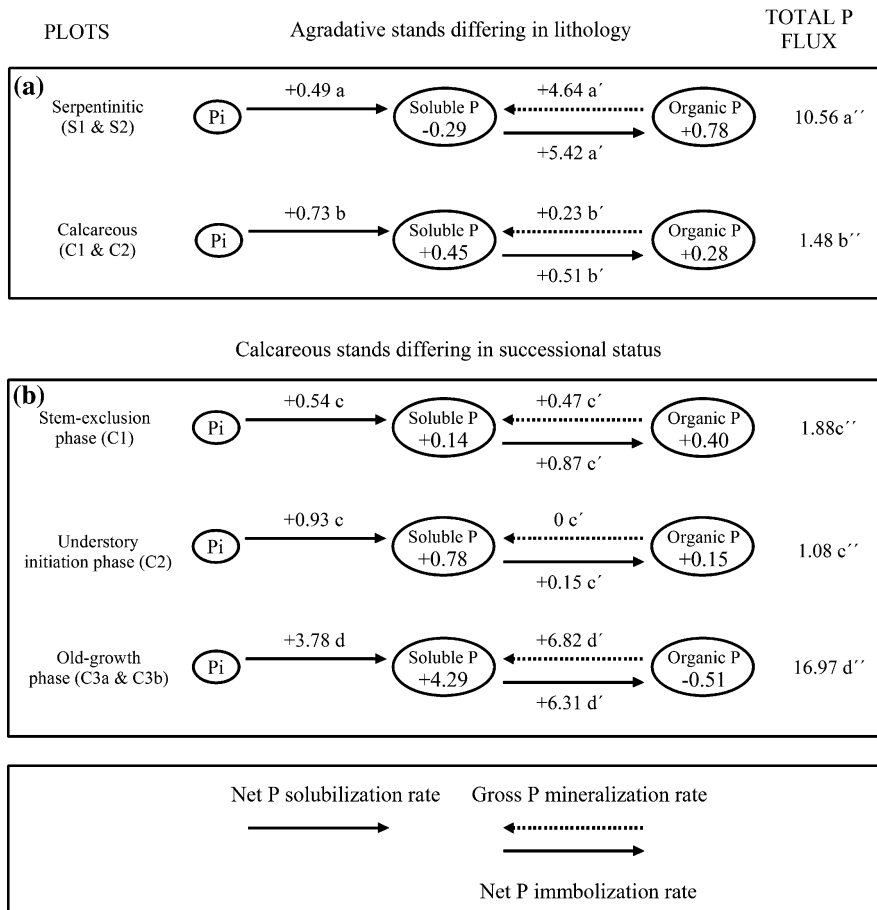 PLOTS
Agradative stands differing in lithology
TOTAL P
FLUX
(a)
Serpentinitic
(S1 & S2)
Pi
+0.49 a
Soluble P
-0.29
+4.64 a´
+5.42 a´
Organic P
+0.78
10.56 a´´
Calcareous
(C1 & C2)
Pi
+0.73 b
Soluble P
+0.45
+0.23 b´
+0.51 b´
Organic P
+0.28
1.48 b´´
Calcareous stands differing in successional status
(b)
Stem-exclusion
phase (C1)
Pi
+0.54 c
Soluble P
+0.14
+0.47 c´
+0.87 c´
Organic P
+0.40
1.88c´´
Understory
initiation phase (C2)
Pi
+0.93 c
Soluble P
+0.78
0 c´
+0.15 c´
Organic P
+0.15
1.08 c´´
Old-growth
phase (C3a & C3b)
Pi
+3.78 d
Soluble P
+4.29
+6.82 d´
+6.31 d´
Organic P
-0.51
16.97 d´´
Net P solubilization rate
Gross P mineralization rate
Net P immbolization rate